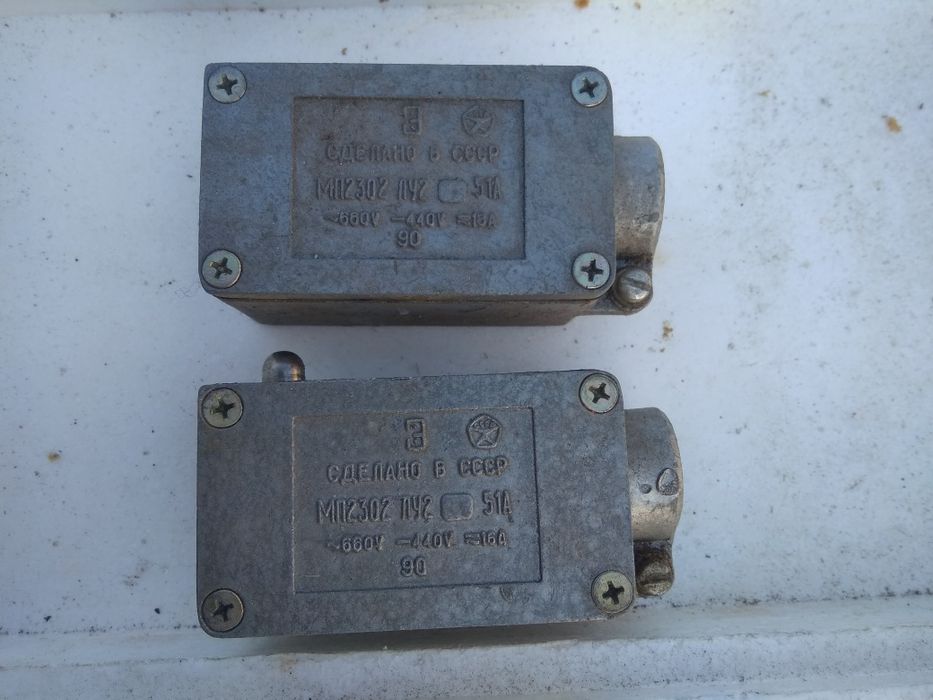 СДЕЛАНО В СССР
МП2302 ЛУ2 51А
~660V –440V ≂16А
90
СДЕЛАНО В СССР
МП2302 ЛУ2 51А
~660V –440V ≂16А
90